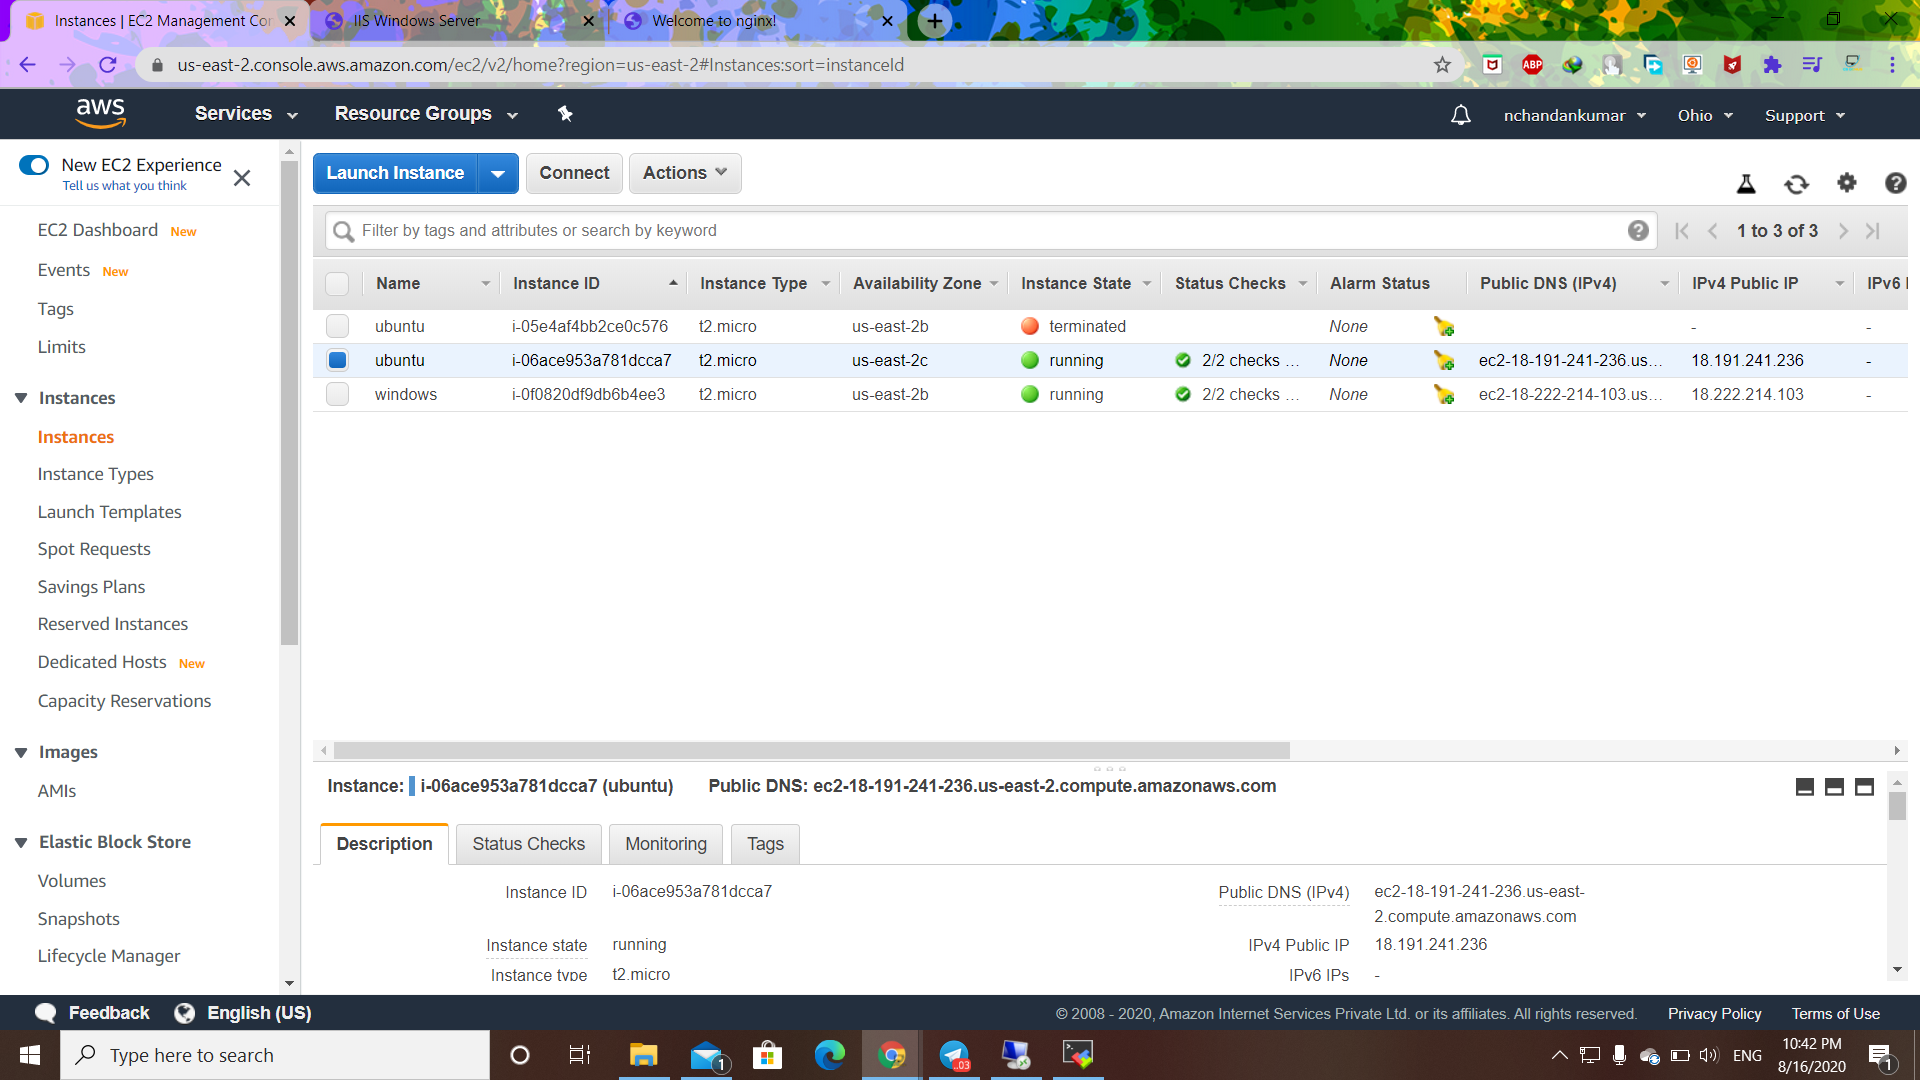 Instances | EC2 Management Cor
IIS Windows Server
Welcome to nginx!
us-east-2.console.aws.amazon.com/ec2/v2/home?region=us-east-2#Instances:sort=instanceId
ABP
aws
Services
Resource Groups
nchandankumar
Ohio
Support
New EC2 Experience
Tell us what you think
EC2 Dashboard New
Events New
Tags
Limits
Instances
Instances
Instance Types
Launch Templates
Spot Requests
Savings Plans
Reserved Instances
Dedicated Hosts New
Capacity Reservations
Images
AMIs
Elastic Block Store
Volumes
Snapshots
Lifecycle Manager
Launch Instance
Connect
Actions
Filter by tags and attributes or search by keyword
1 to 3 of 3
Name Instance ID Instance Type Availability Zone Instance State Status Checks Alarm Status Public DNS (IPv4) IPv4 Public IP IPv6 I
ubuntu i-05e4af4bb2ce0c576 t2.micro us-east-2b terminated None - -
ubuntu i-06ace953a781dcca7 t2.micro us-east-2c running 2/2 checks ... None ec2-18-191-241-236.us... 18.191.241.236 -
windows i-0f0820df9db6b4ee3 t2.micro us-east-2b running 2/2 checks ... None ec2-18-222-214-103.us... 18.222.214.103 -
Instance: i-06ace953a781dcca7 (ubuntu) Public DNS: ec2-18-191-241-236.us-east-2.compute.amazonaws.com
Description
Status Checks
Monitoring
Tags
Instance ID i-06ace953a781dcca7
Instance state running
Instance type t2.micro
Public DNS (IPv4) ec2-18-191-241-236.us-east-
2.compute.amazonaws.com
IPv4 Public IP 18.191.241.236
IPv6 IPs -
Feedback
English (US)
© 2008 - 2020, Amazon Internet Services Private Ltd. or its affiliates. All rights reserved.
Privacy Policy
Terms of Use
Type here to search
1
..03
ENG
10:42 PM
8/16/2020
1